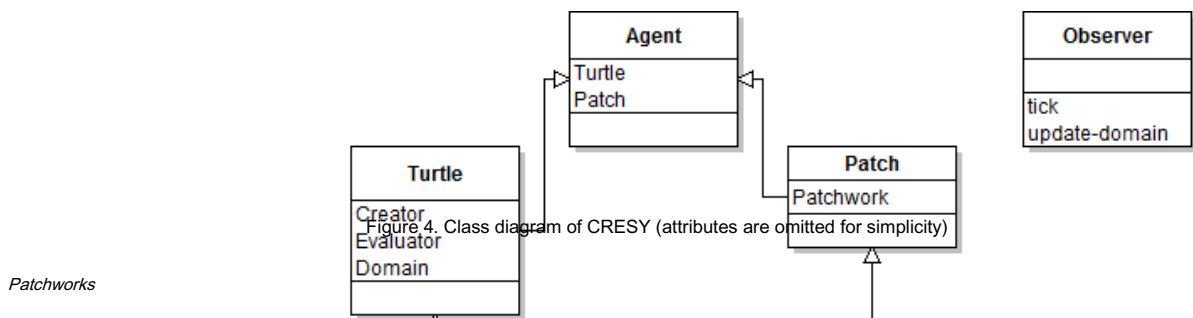 Agent
Turtle
Patch
Observer
tick
update-domain
Turtle
Creator
Evaluator
Domain
Patch
Patchwork
Figure 4. Class diagram of CRESY (attributes are omitted for simplicity)
Patchworks